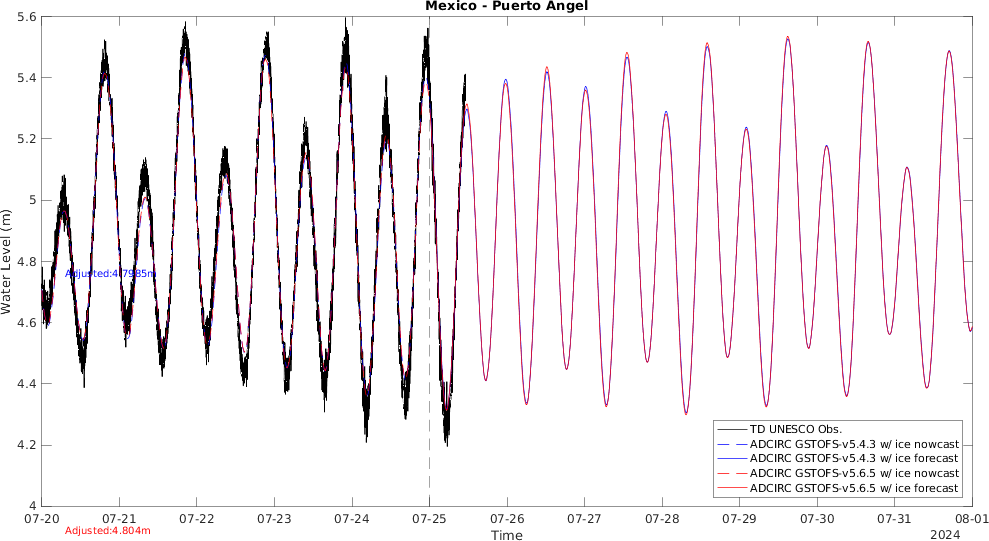 Mexico - Puerto Angel
5.6
5.4
5.2
5
4.8
4.6
4.4
4.2
4
Water Level (m)
Adjusted:4.7985m
Adjusted:4.804m
TD UNESCO Obs.
ADCIRC GSTOFS-v5.4.3 w/ ice nowcast
ADCIRC GSTOFS-v5.4.3 w/ ice forecast
ADCIRC GSTOFS-v5.6.5 w/ ice nowcast
ADCIRC GSTOFS-v5.6.5 w/ ice forecast
07-20 07-21 07-22 07-23 07-24 07-25 07-26 07-27 07-28 07-29 07-30 07-31 08-01
Time
2024